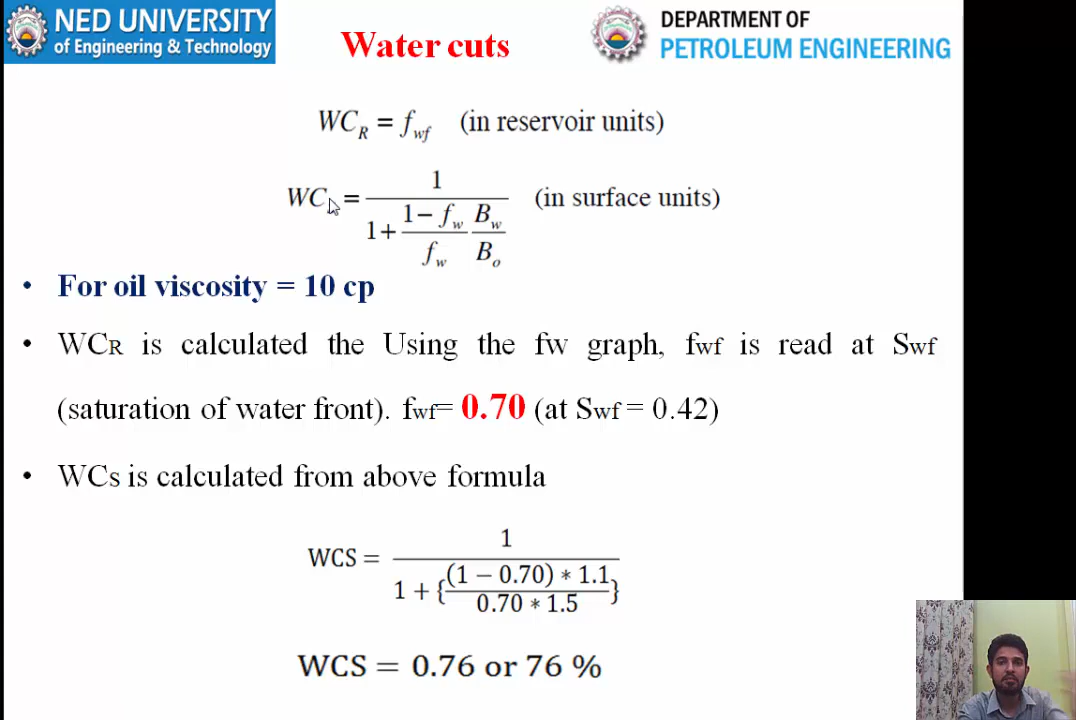 NED UNIVERSITY
of Engineering & Technology
Water cuts
DEPARTMENT OF
PETROLEUM ENGINEERING
WC_R = f_wf (in reservoir units)
WC = 1 / (1 + (1 − f_w)/f_w · B_w/B_o) (in surface units)
• For oil viscosity = 10 cp
• WCR is calculated the Using the fw graph, fwf is read at Swf
(saturation of water front). fwf= 0.70 (at Swf = 0.42)
• WCs is calculated from above formula
WCS = 1 / (1 + {(1 − 0.70) * 1.1 / 0.70 * 1.5})
WCS = 0.76 or 76 %